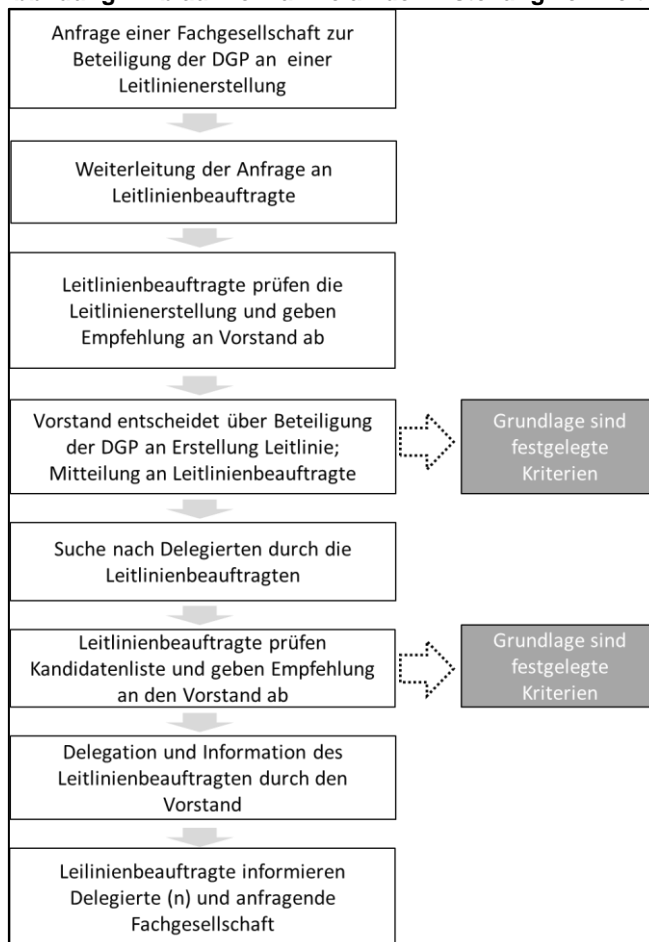 Anfrage einer Fachgesellschaft zur
Beteiligung der DGP an einer
Leitlinienerstellung
Weiterleitung der Anfrage an
Leitlinienbeauftragte
Leitlinienbeauftragte prüfen die
Leitlinienerstellung und geben
Empfehlung an Vorstand ab
Vorstand entscheidet über Beteiligung
der DGP an Erstellung Leitlinie;
Mitteilung an Leitlinienbeauftragte
Grundlage sind
festgelegte
Kriterien
Suche nach Delegierten durch die
Leitlinienbeauftragten
Leitlinienbeauftragte prüfen
Kandidatenliste und geben Empfehlung
an den Vorstand ab
Grundlage sind
festgelegte
Kriterien
Delegation und Information des
Leitlinienbeauftragten durch den
Vorstand
Leilinienbeauftragte informieren
Delegierte (n) und anfragende
Fachgesellschaft